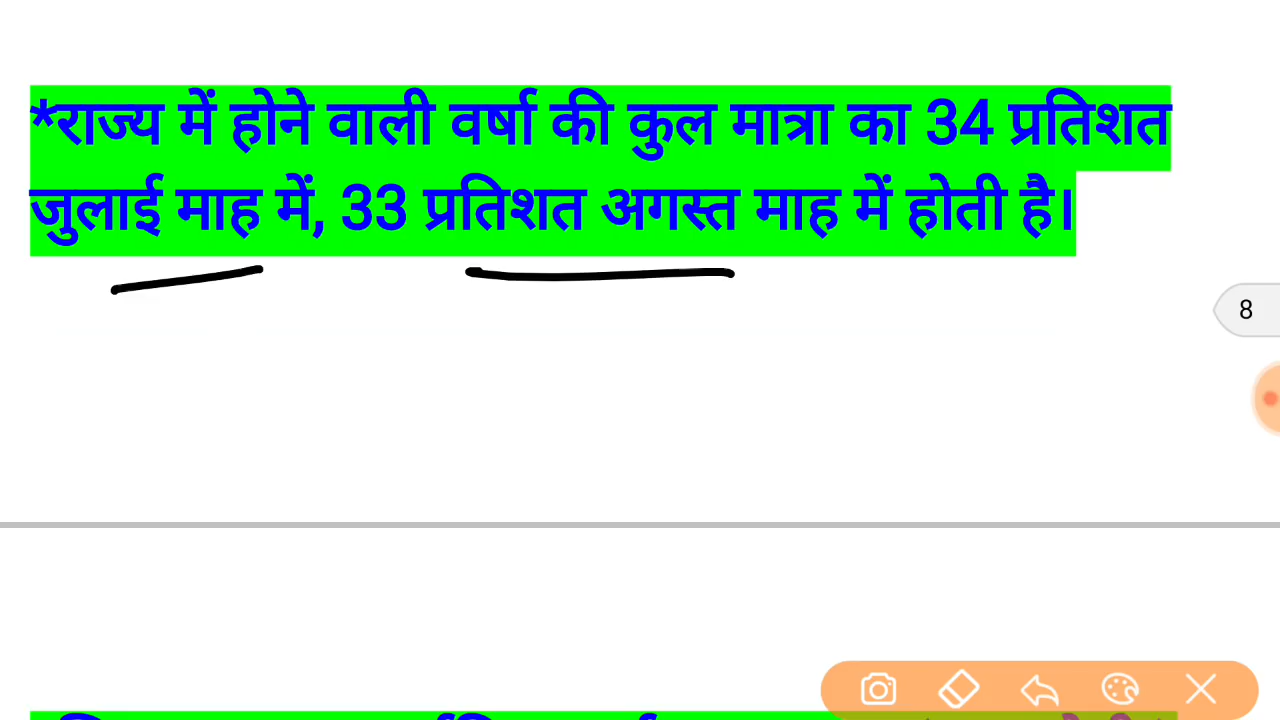 *राज्य में होने वाली वर्षा की कुल मात्रा का 34 प्रतिशत
जुलाई माह में, 33 प्रतिशत अगस्त माह में होती है।
8